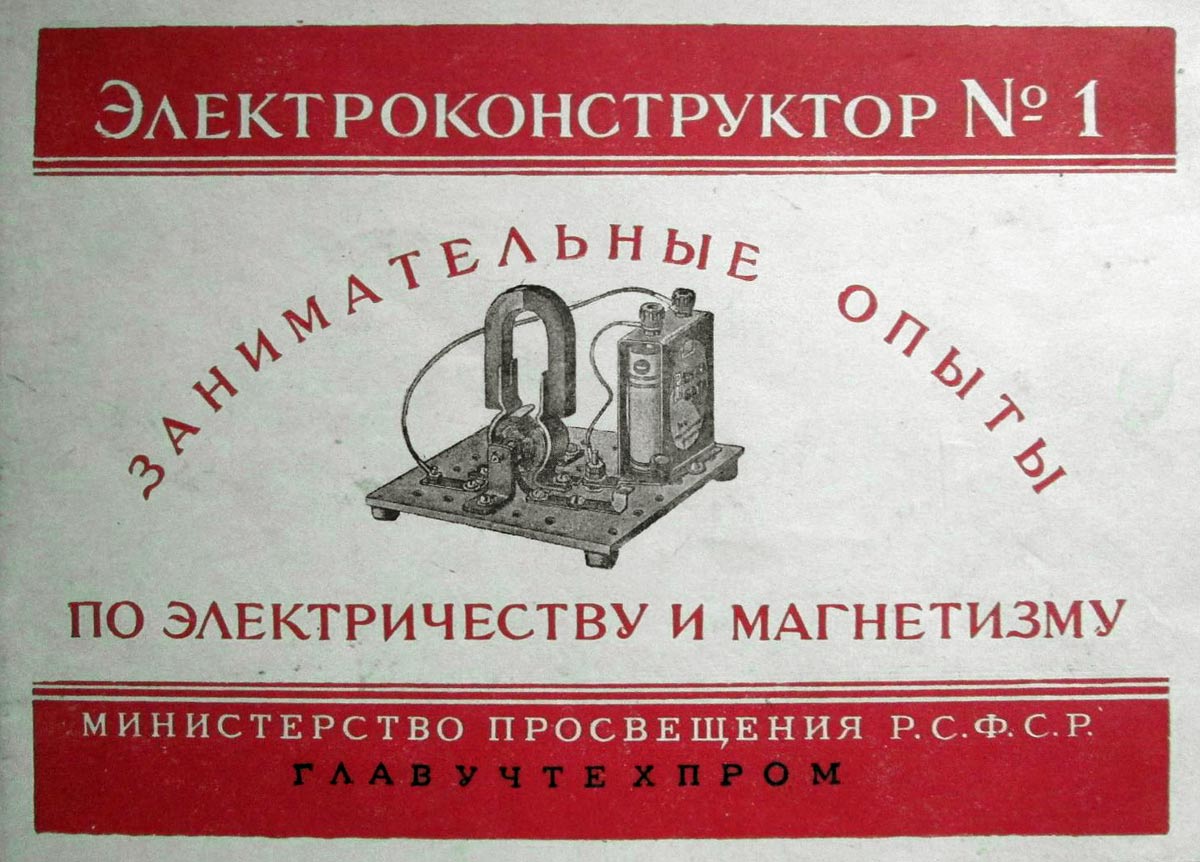 ЭЛЕКТРОКОНСТРУКТОР № 1
ЗАНИМАТЕЛЬНЫЕ ОПЫТЫ
ПО ЭЛЕКТРИЧЕСТВУ И МАГНЕТИЗМУ
МИНИСТЕРСТВО ПРОСВЕЩЕНИЯ Р.С.Ф.С.Р.
ГЛАВУЧТЕХПРОМ